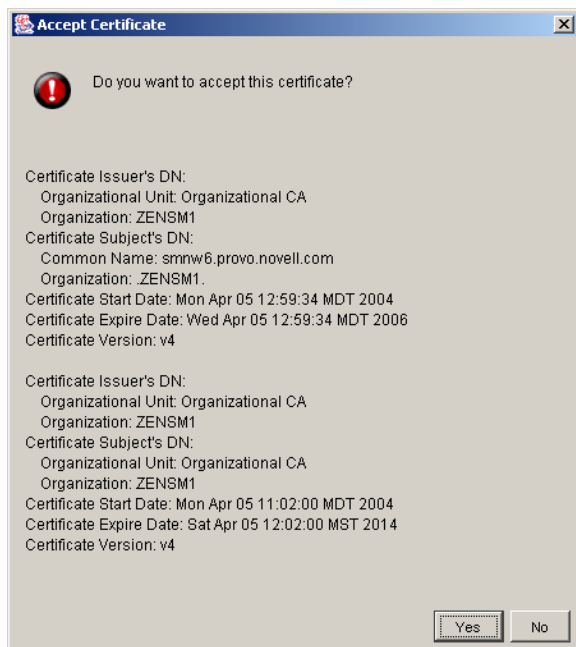 Accept Certificate
Do you want to accept this certificate?
Certificate Issuer's DN:
Organizational Unit: Organizational CA
Organization: ZENSM1
Certificate Subject's DN:
Common Name: smnw6.provo.novell.com
Organization: .ZENSM1.
Certificate Start Date: Mon Apr 05 12:59:34 MDT 2004
Certificate Expire Date: Wed Apr 05 12:59:34 MDT 2006
Certificate Version: v4
Certificate Issuer's DN:
Organizational Unit: Organizational CA
Organization: ZENSM1
Certificate Subject's DN:
Organizational Unit: Organizational CA
Organization: ZENSM1
Certificate Start Date: Mon Apr 05 11:02:00 MDT 2004
Certificate Expire Date: Sat Apr 05 12:02:00 MST 2014
Certificate Version: v4
Yes No